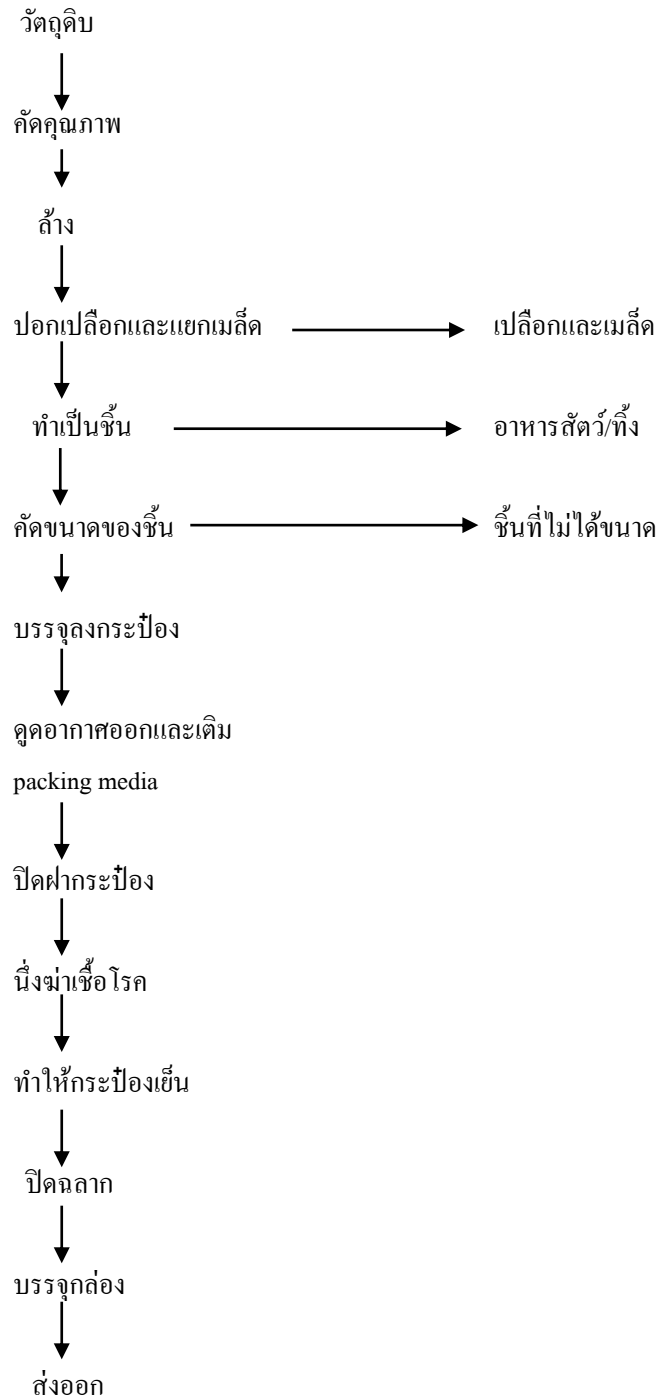 วัตถุดิบ
คัดคุณภาพ
ล้าง
ปอกเปลือกและแยกเมล็ด เปลือกและเมล็ด
ทำเป็นชิ้น อาหารสัตว์/ทิ้ง
คัดขนาดของชิ้น ชิ้นที่ไม่ได้ขนาด
บรรจุลงกระป๋อง
ดูดอากาศออกและเติม
packing media
ปิดฝากระป๋อง
นึ่งฆ่าเชื้อโรค
ทำให้กระป๋องเย็น
ปิดฉลาก
บรรจุกล่อง
ส่งออก